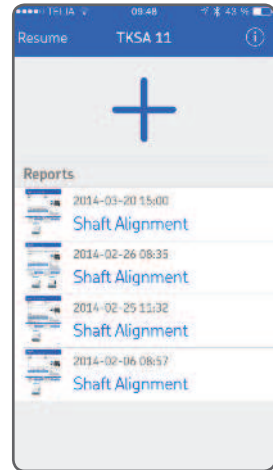 TELIA 09:48 43 %
Resume TKSA 11
Reports
2014-03-20 15:00
Shaft Alignment
2014-02-26 08:35
Shaft Alignment
2014-02-25 11:32
Shaft Alignment
2014-02-06 08:57
Shaft Alignment